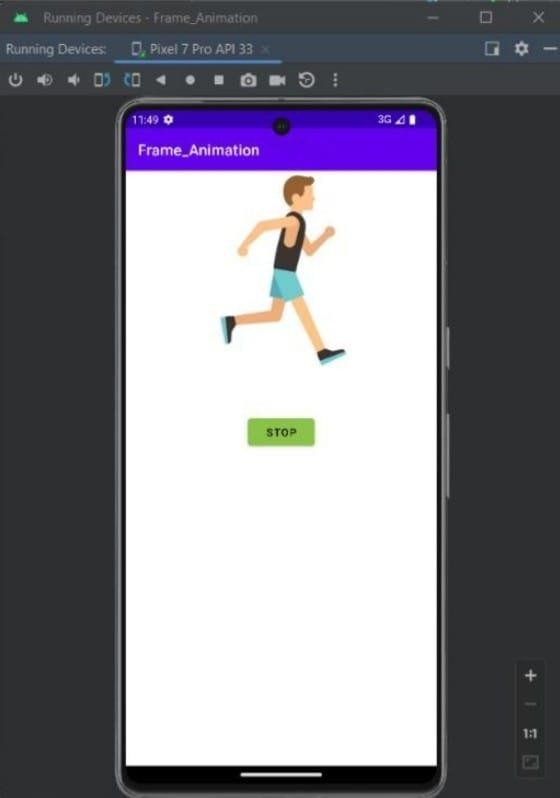 Running Devices - Frame_Animation
Running Devices:
Pixel 7 Pro API 33
11:49
3G
Frame_Animation
STOP
1:1